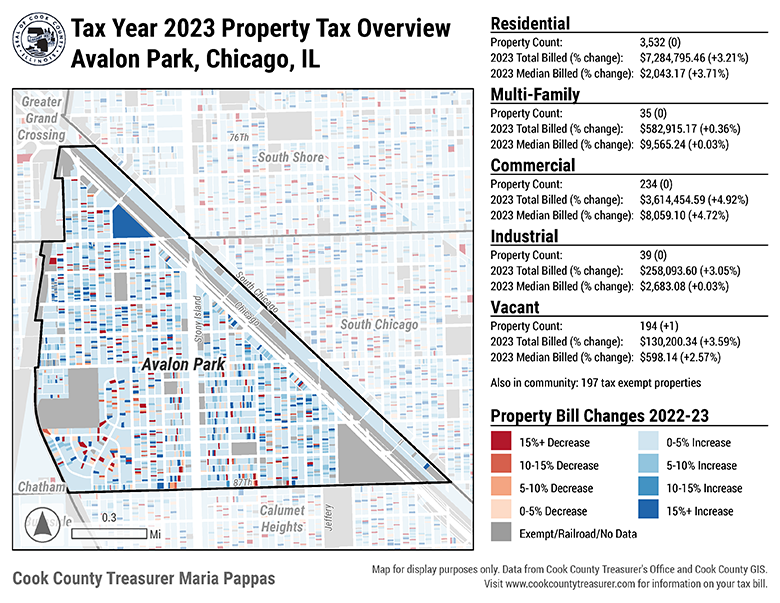 SEAL OF COOK COUNTY
ILLINOIS
Tax Year 2023 Property Tax Overview
Avalon Park, Chicago, IL
Greater
Grand
Crossing
76Th
South Shore
South Chicago
Chicago
Stony Island
South Chicago
Avalon Park
Chatham
87Th
Calumet
Heights
Jeffery
0.3
Mi
Residential
Property Count: 3,532 (0)
2023 Total Billed (% change): $7,284,795.46 (+3.21%)
2023 Median Billed (% change): $2,043.17 (+3.71%)
Multi-Family
Property Count: 35 (0)
2023 Total Billed (% change): $582,915.17 (+0.36%)
2023 Median Billed (% change): $9,565.24 (+0.03%)
Commercial
Property Count: 234 (0)
2023 Total Billed (% change): $3,614,454.59 (+4.92%)
2023 Median Billed (% change): $8,059.10 (+4.72%)
Industrial
Property Count: 39 (0)
2023 Total Billed (% change): $258,093.60 (+3.05%)
2023 Median Billed (% change): $2,683.08 (+0.03%)
Vacant
Property Count: 194 (+1)
2023 Total Billed (% change): $130,200.34 (+3.59%)
2023 Median Billed (% change): $598.14 (+2.57%)
Also in community: 197 tax exempt properties
Property Bill Changes 2022-23
15%+ Decrease
10-15% Decrease
5-10% Decrease
0-5% Decrease
0-5% Increase
5-10% Increase
10-15% Increase
15%+ Increase
Exempt/Railroad/No Data
Cook County Treasurer Maria Pappas
Map for display purposes only. Data from Cook County Treasurer's Office and Cook County GIS.
Visit www.cookcountytreasurer.com for information on your tax bill.